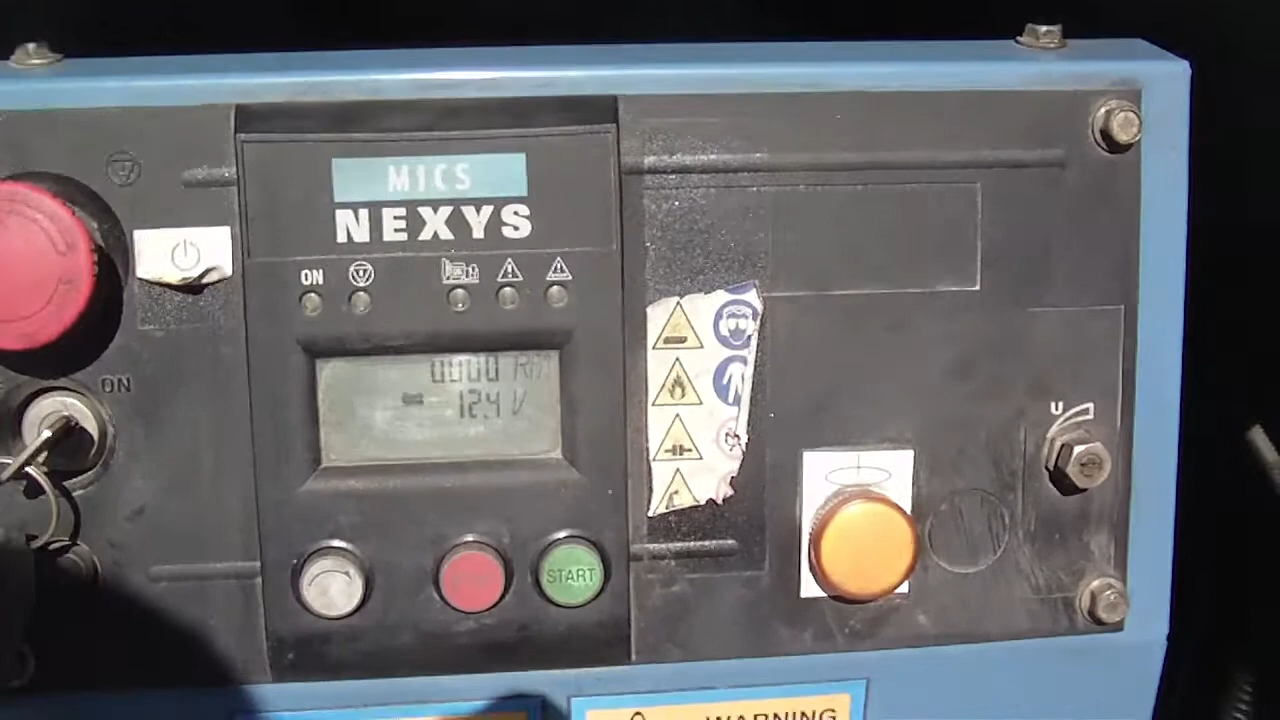 MICS
NEXYS
ON
ON
0000 RPM
12.4 V
START
U
WARNING